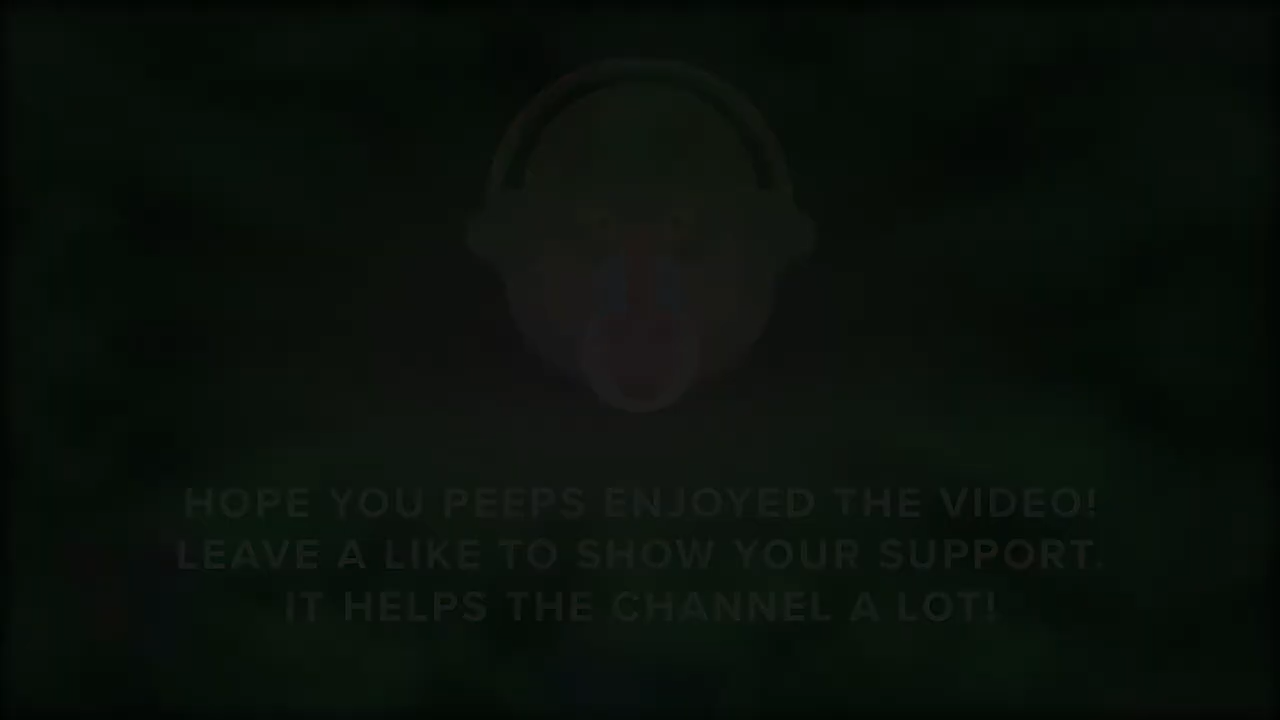 HOPE YOU PEEPS ENJOYED THE VIDEO!
LEAVE A LIKE TO SHOW YOUR SUPPORT.
IT HELPS THE CHANNEL A LOT!